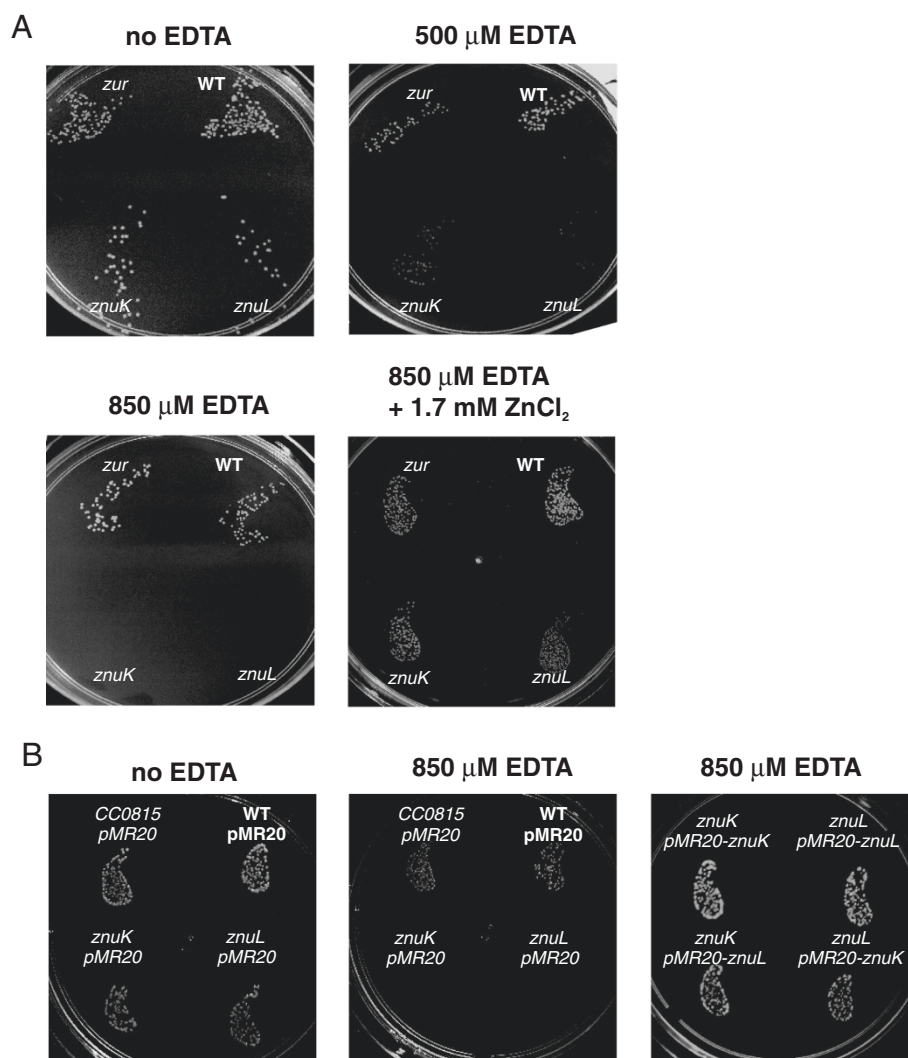 A
no EDTA
500 μM EDTA
zur
WT
zur
WT
znuK
znuL
znuK
znuL
850 μM EDTA
850 μM EDTA
+ 1.7 mM ZnCl₂
zur
WT
zur
WT
znuK
znuL
znuK
znuL
B
no EDTA
850 μM EDTA
850 μM EDTA
CC0815
pMR20
WT
pMR20
znuK
pMR20
znuL
pMR20
CC0815
pMR20
WT
pMR20
znuK
pMR20
znuL
pMR20
znuK
pMR20-znuK
znuL
pMR20-znuL
znuK
pMR20-znuL
znuL
pMR20-znuK